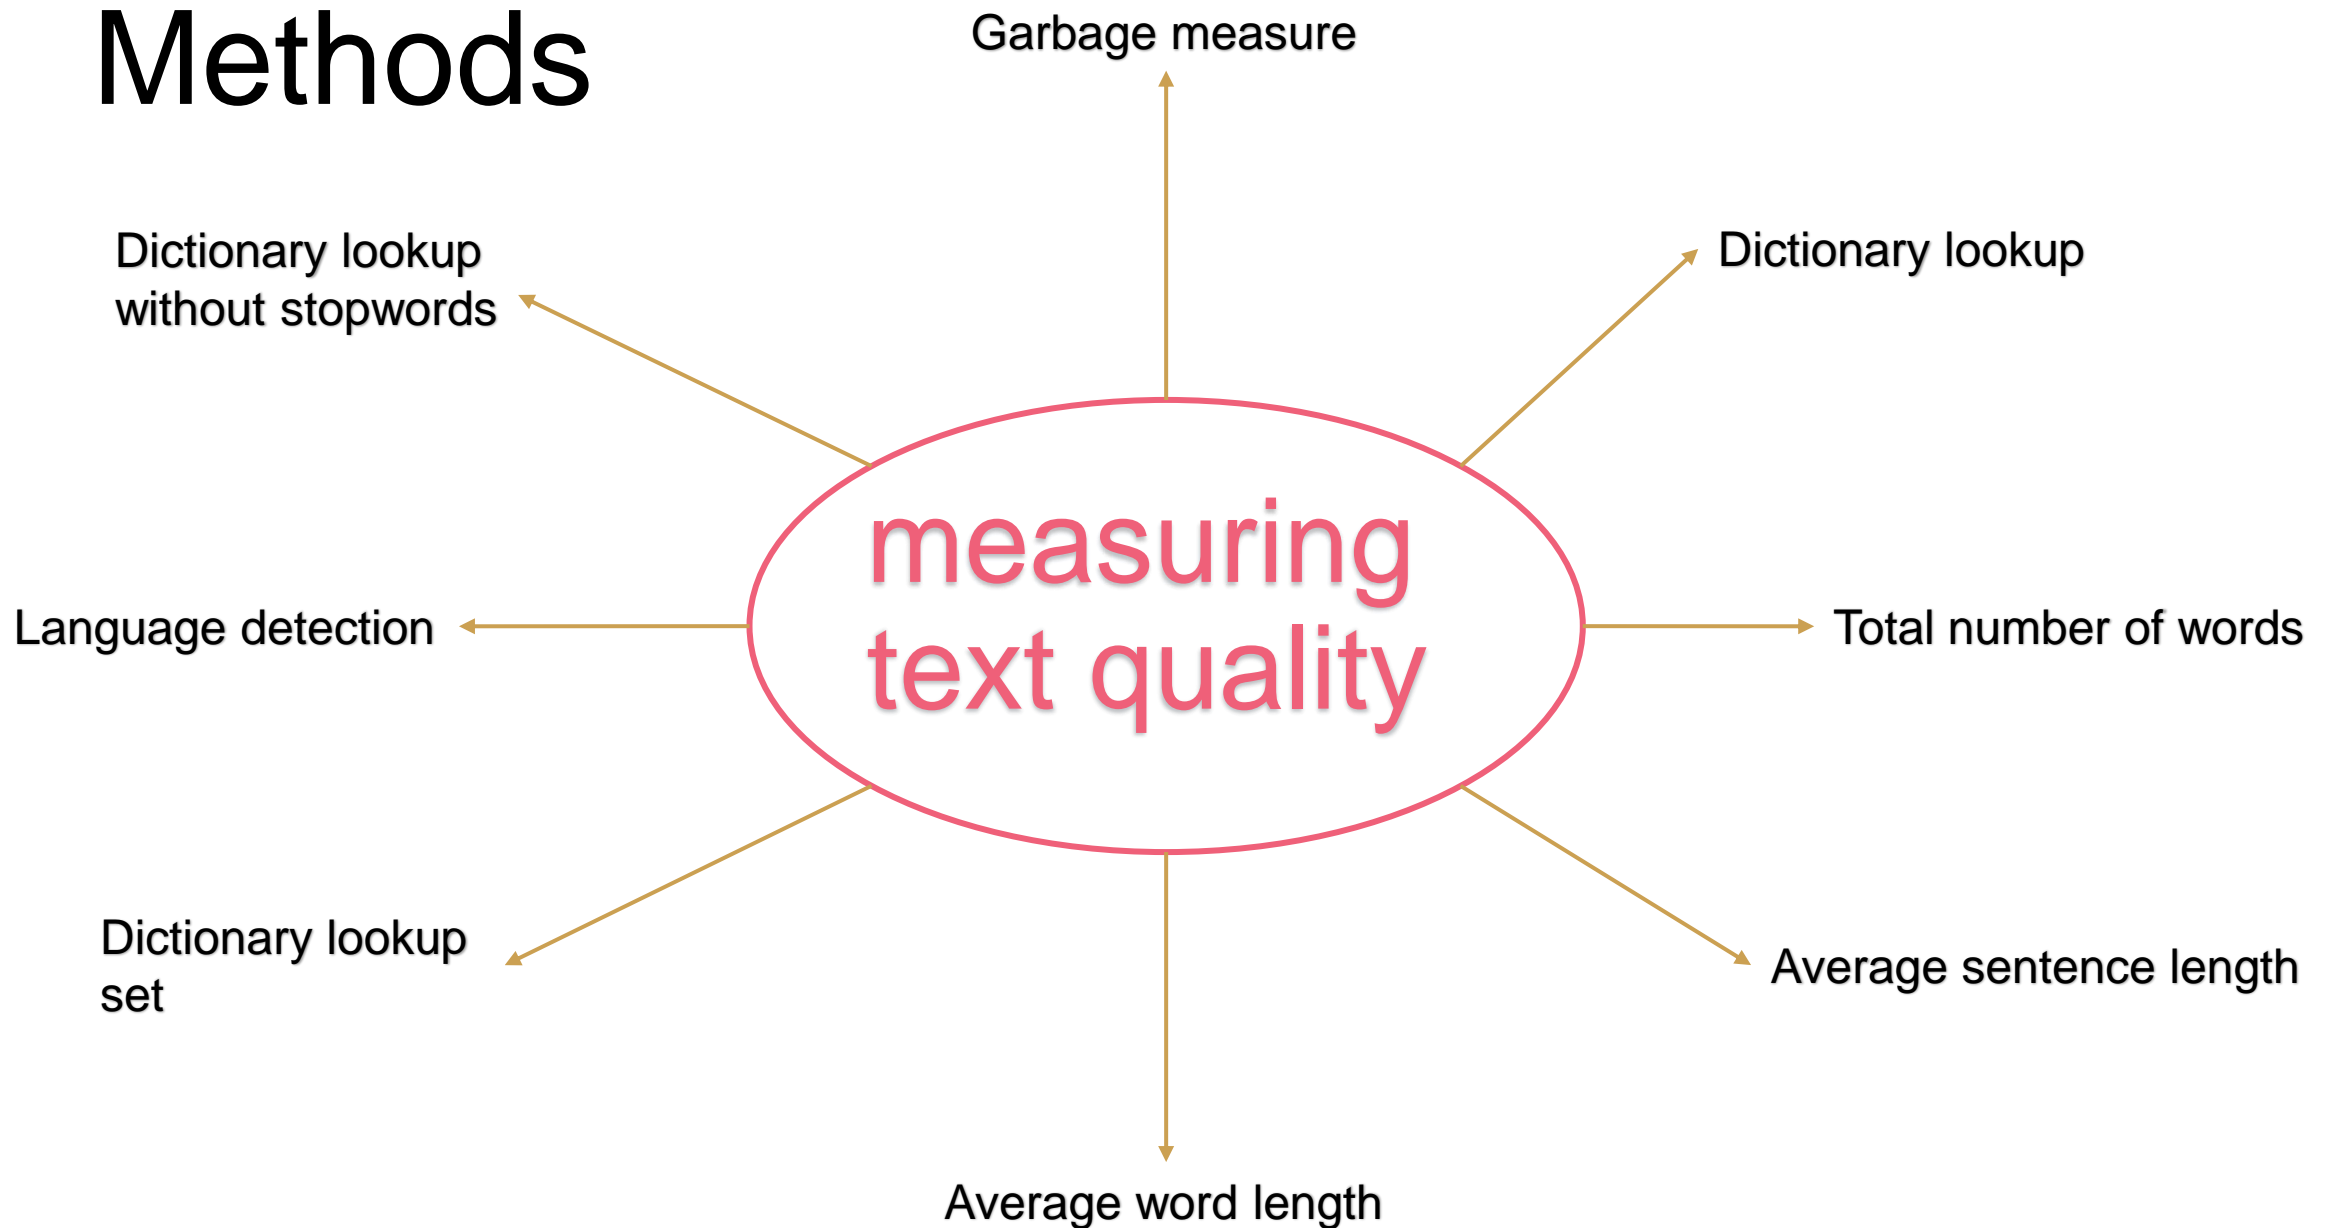 Methods
Garbage measure
Dictionary lookup
without stopwords
Dictionary lookup
measuring
text quality
Language detection
Total number of words
Dictionary lookup
set
Average sentence length
Average word length